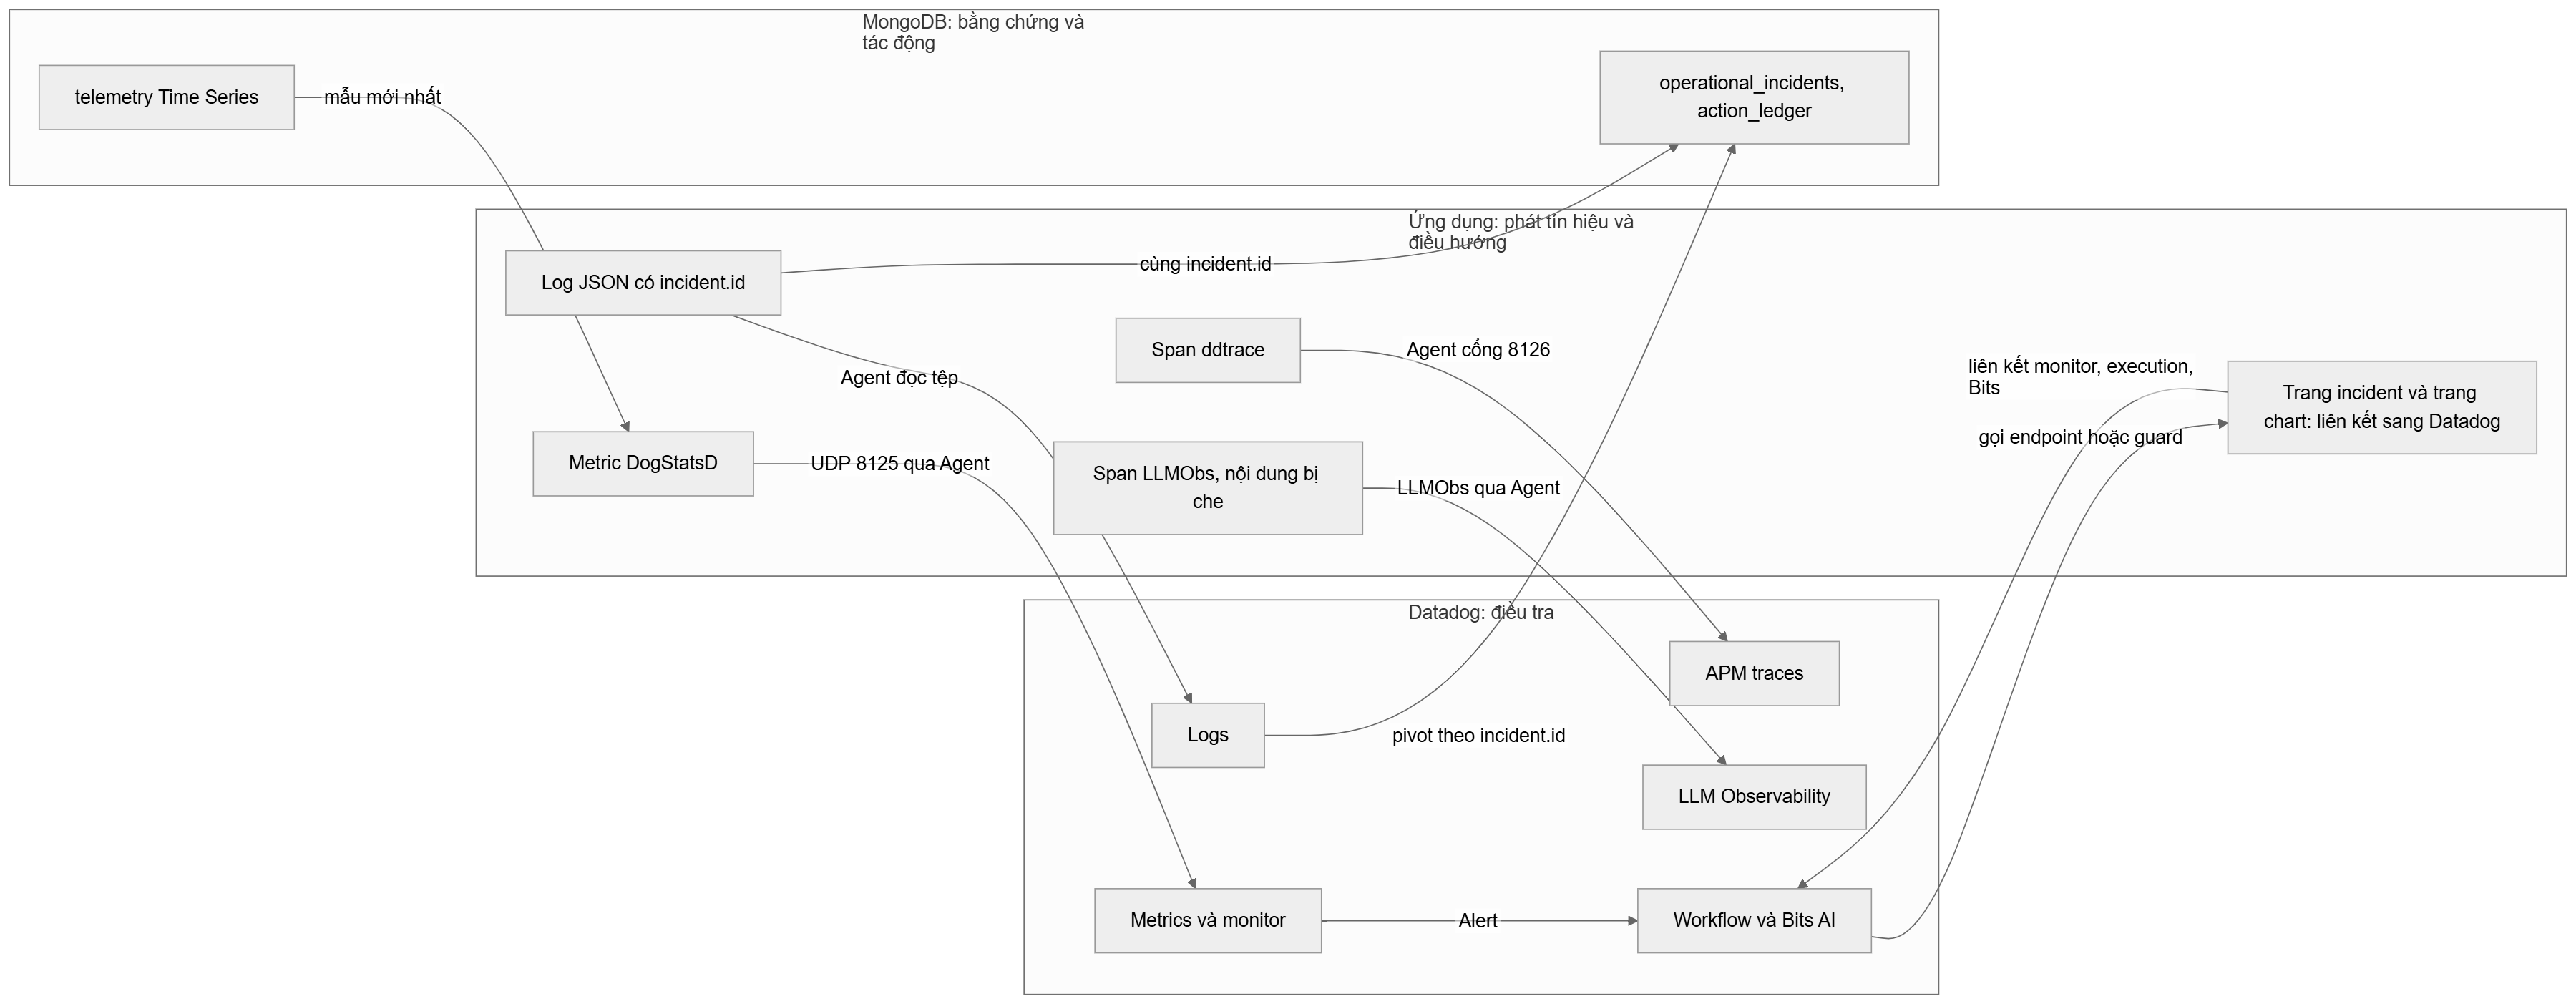 MongoDB: bằng chứng và
tác động
telemetry Time Series
mẫu mới nhất
operational_incidents,
action_ledger
Ứng dụng: phát tín hiệu và
điều hướng
Log JSON có incident.id
cùng incident.id
Span ddtrace
Agent cổng 8126
Agent đọc tệp
liên kết monitor, execution,
Bits
Trang incident và trang
chart: liên kết sang Datadog
gọi endpoint hoặc guard
Metric DogStatsD
UDP 8125 qua Agent
Span LLMObs, nội dung bị
che
LLMObs qua Agent
Datadog: điều tra
APM traces
Logs
pivot theo incident.id
LLM Observability
Metrics và monitor
Alert
Workflow và Bits AI